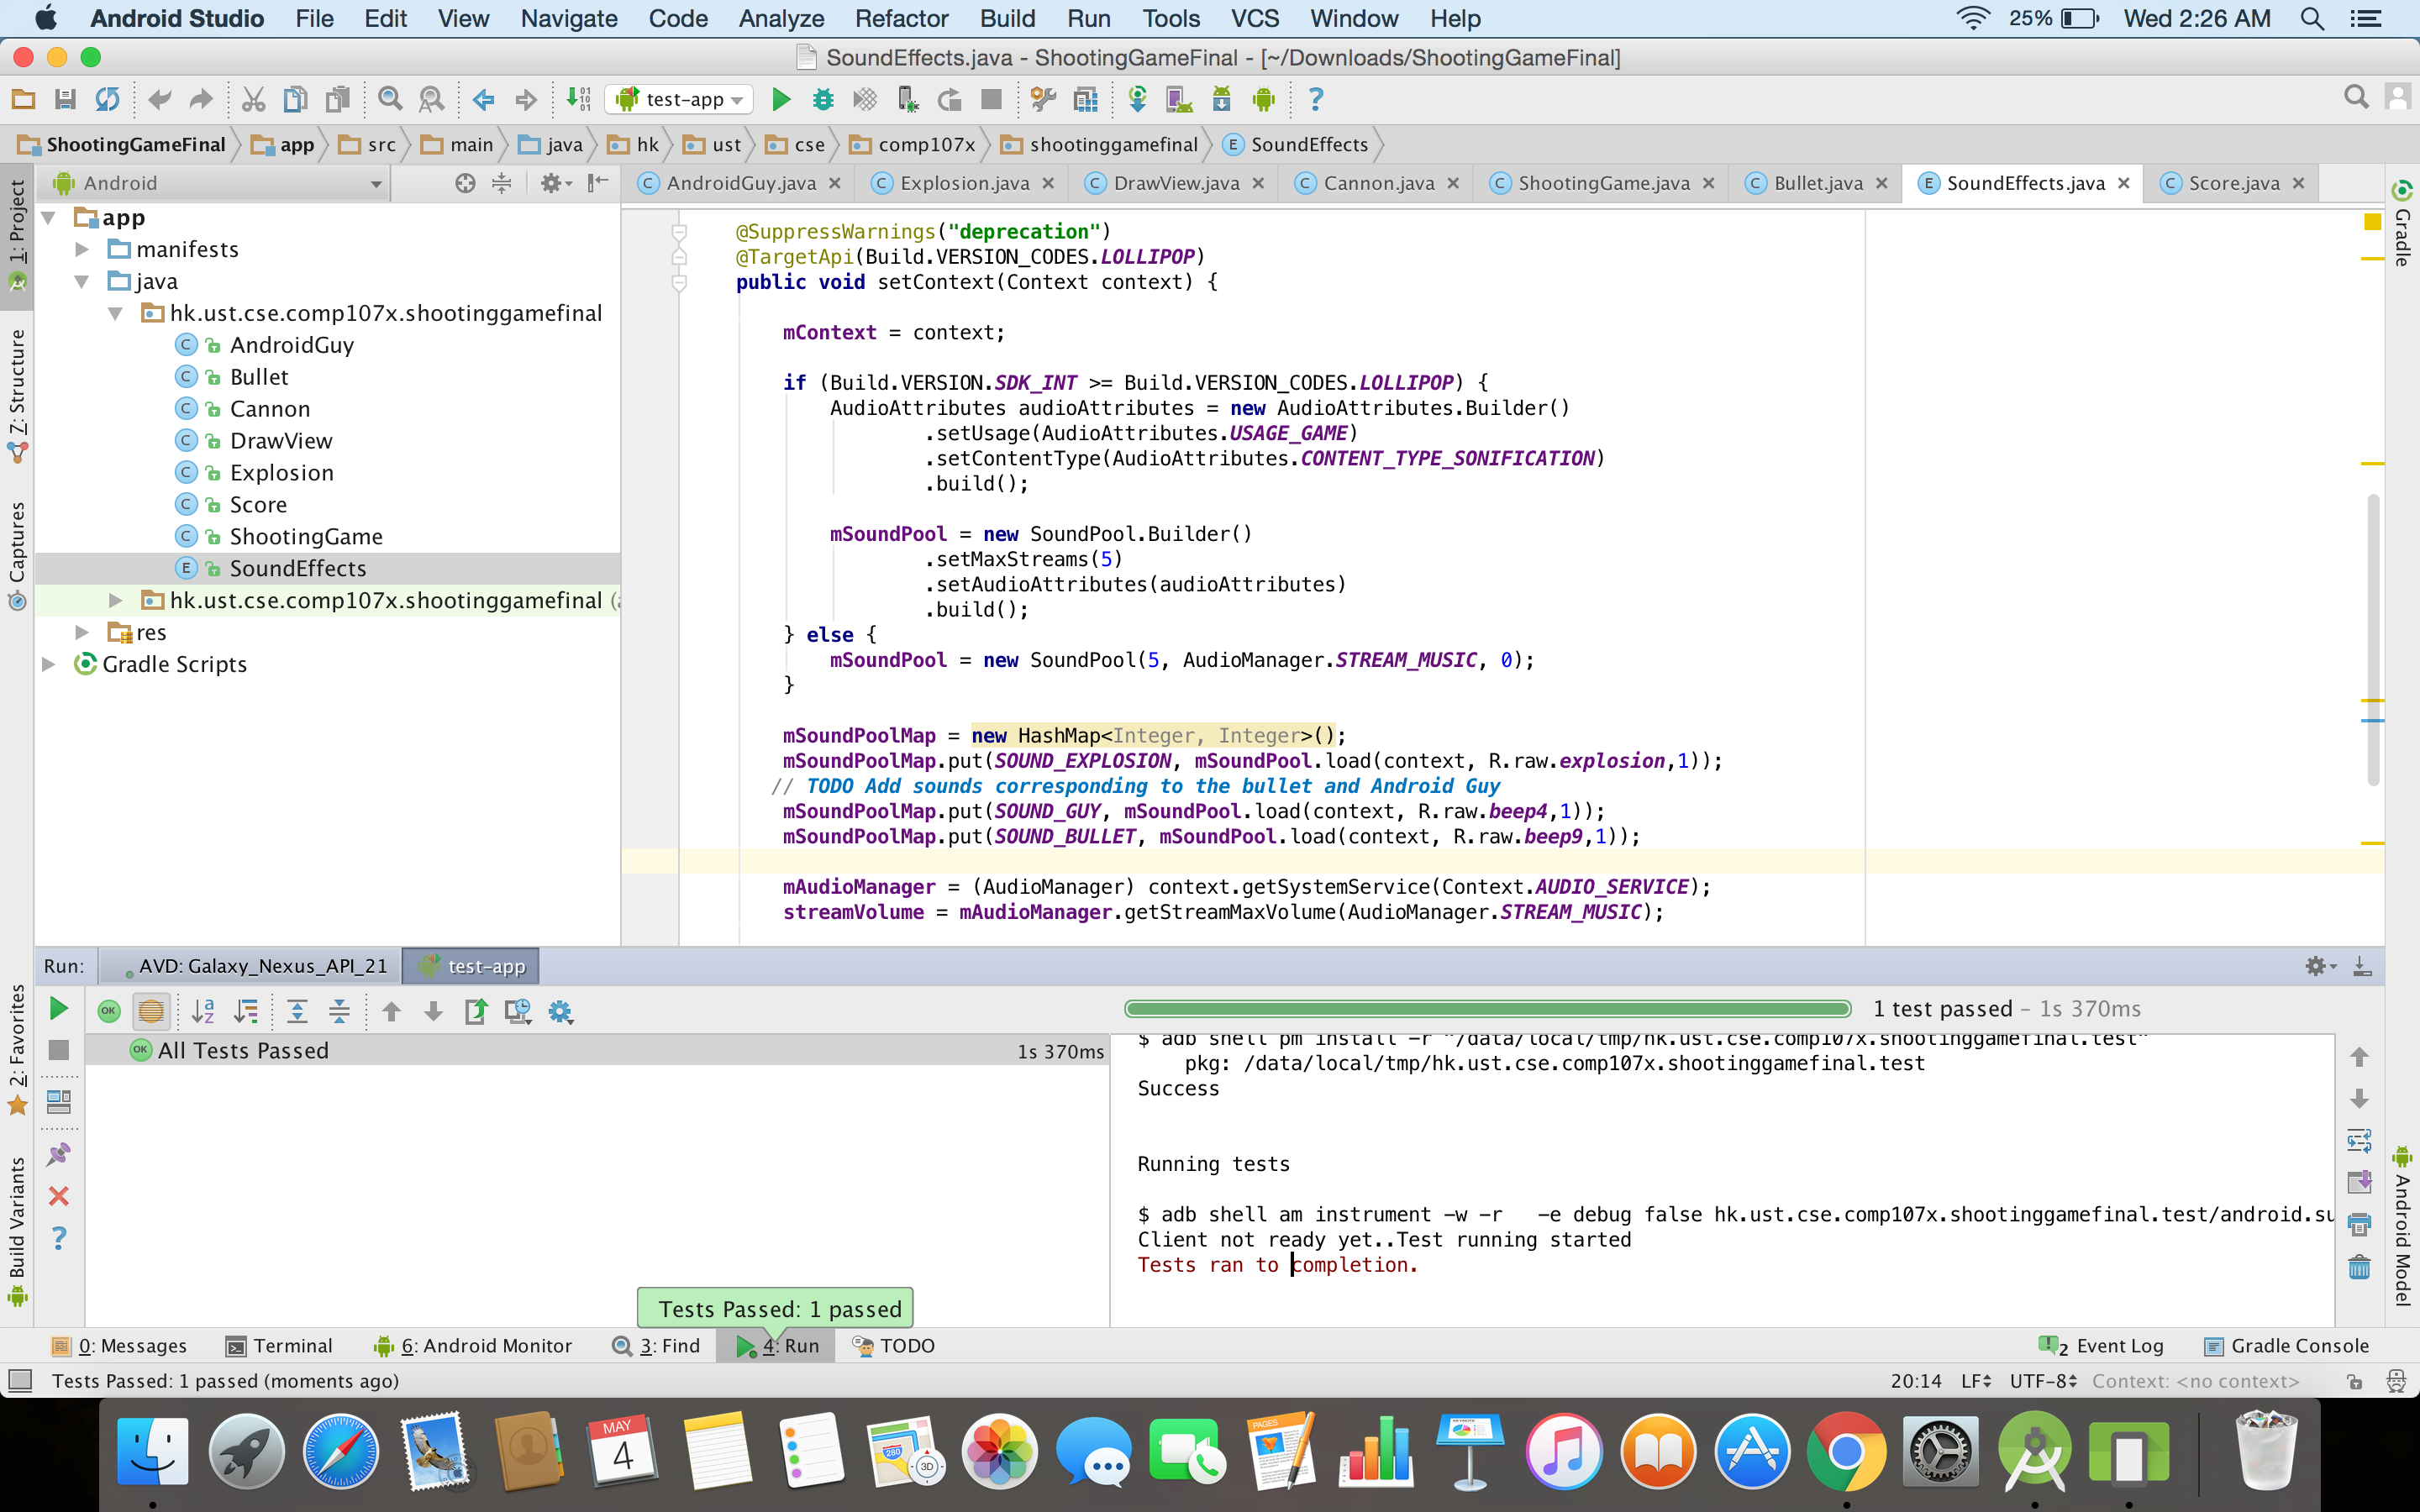 Android Studio File Edit View Navigate Code Analyze Refactor Build Run Tools VCS Window Help 25% Wed 2:26 AM
SoundEffects.java - ShootingGameFinal - [~/Downloads/ShootingGameFinal]
test-app
ShootingGameFinal app src main java hk ust cse comp107x shootinggamefinal SoundEffects
Android
AndroidGuy.java Explosion.java DrawView.java Cannon.java ShootingGame.java Bullet.java SoundEffects.java Score.java
1: Project
7: Structure
Captures
2: Favorites
Build Variants
Gradle
Android Model
app
manifests
java
hk.ust.cse.comp107x.shootinggamefinal
AndroidGuy
Bullet
Cannon
DrawView
Explosion
Score
ShootingGame
SoundEffects
hk.ust.cse.comp107x.shootinggamefinal (
res
Gradle Scripts
@SuppressWarnings("deprecation")
@TargetApi(Build.VERSION_CODES.LOLLIPOP)
public void setContext(Context context) {
mContext = context;
if (Build.VERSION.SDK_INT >= Build.VERSION_CODES.LOLLIPOP) {
AudioAttributes audioAttributes = new AudioAttributes.Builder()
.setUsage(AudioAttributes.USAGE_GAME)
.setContentType(AudioAttributes.CONTENT_TYPE_SONIFICATION)
.build();
mSoundPool = new SoundPool.Builder()
.setMaxStreams(5)
.setAudioAttributes(audioAttributes)
.build();
} else {
mSoundPool = new SoundPool(5, AudioManager.STREAM_MUSIC, 0);
}
mSoundPoolMap = new HashMap<Integer, Integer>();
mSoundPoolMap.put(SOUND_EXPLOSION, mSoundPool.load(context, R.raw.explosion,1));
// TODO Add sounds corresponding to the bullet and Android Guy
mSoundPoolMap.put(SOUND_GUY, mSoundPool.load(context, R.raw.beep4,1));
mSoundPoolMap.put(SOUND_BULLET, mSoundPool.load(context, R.raw.beep9,1));
mAudioManager = (AudioManager) context.getSystemService(Context.AUDIO_SERVICE);
streamVolume = mAudioManager.getStreamMaxVolume(AudioManager.STREAM_MUSIC);
Run: AVD: Galaxy_Nexus_API_21 test-app
1 test passed – 1s 370ms
OK All Tests Passed 1s 370ms
$ adb shell pm install -r "/data/local/tmp/hk.ust.cse.comp107x.shootinggamefinal.test"
pkg: /data/local/tmp/hk.ust.cse.comp107x.shootinggamefinal.test
Success
Running tests
$ adb shell am instrument -w -r   -e debug false hk.ust.cse.comp107x.shootinggamefinal.test/android.su
Client not ready yet..Test running started
Tests ran to completion.
Tests Passed: 1 passed
0: Messages Terminal 6: Android Monitor 3: Find 4: Run TODO 2 Event Log Gradle Console
Tests Passed: 1 passed (moments ago) 20:14 LF UTF-8 Context: <no context>
MAY
4
280
3D
PAGES